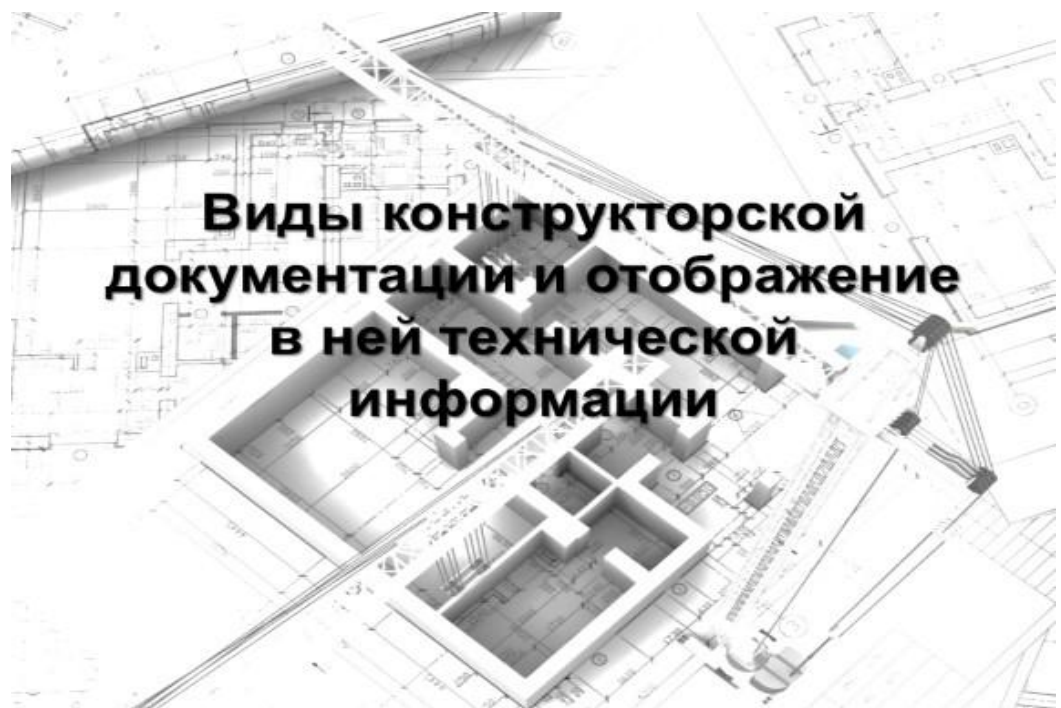 Виды конструкторской
документации и отображение
в ней технической
информации